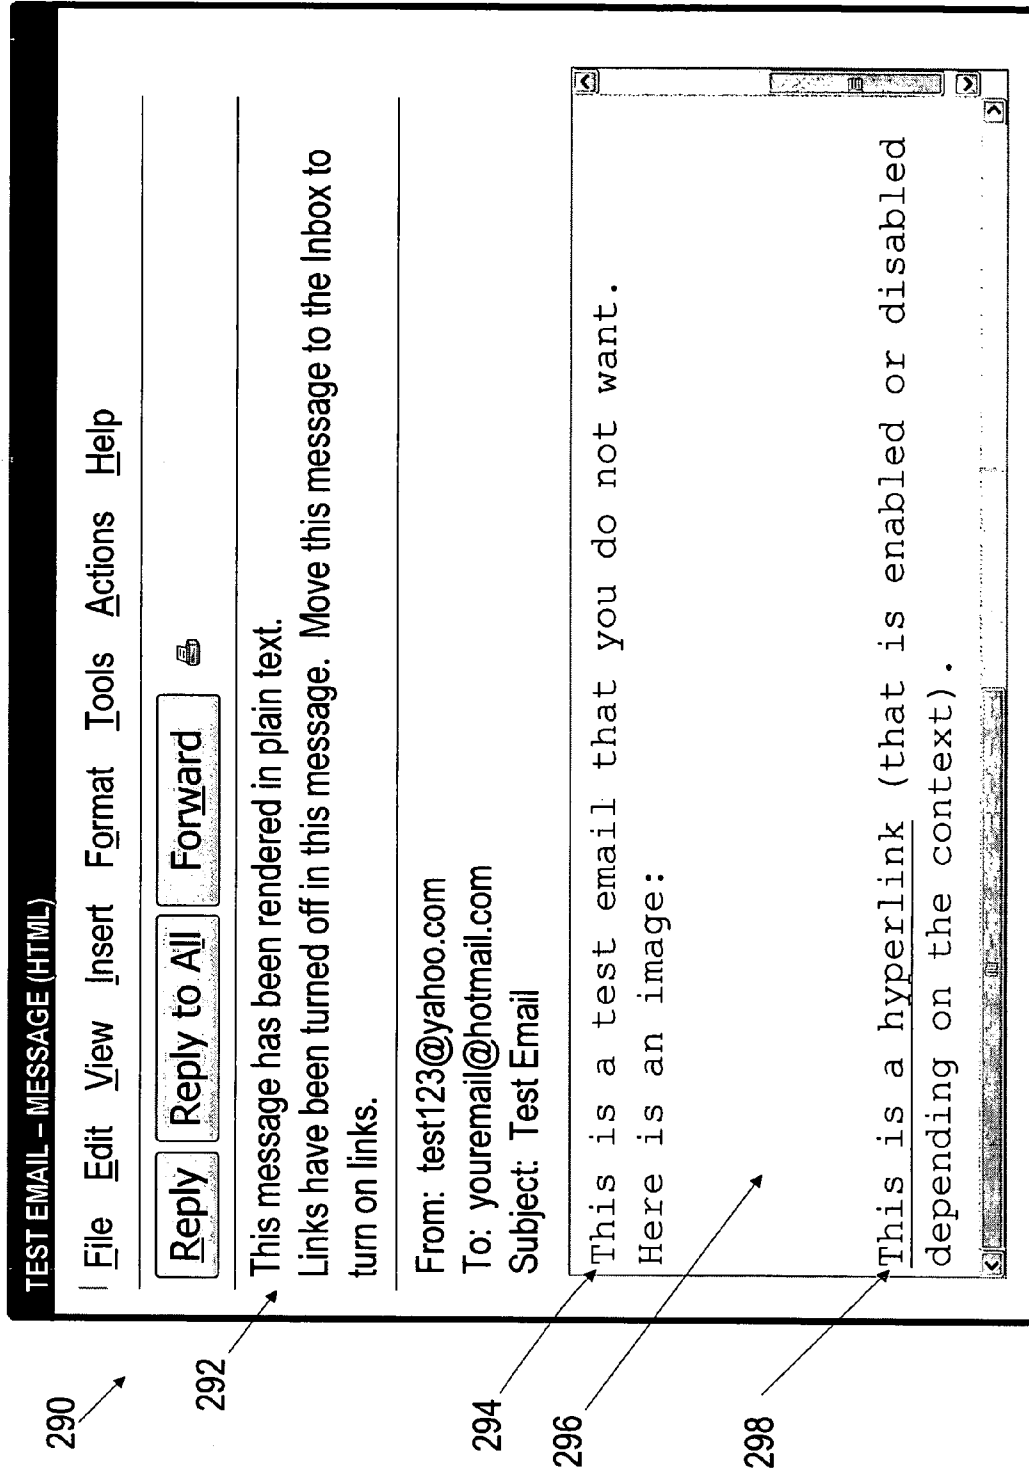 TEST EMAIL – MESSAGE (HTML)
File Edit View Insert Format Tools Actions Help
Reply Reply to All Forward
This message has been rendered in plain text.
Links have been turned off in this message. Move this message to the Inbox to
turn on links.
From: test123@yahoo.com
To: youremail@hotmail.com
Subject: Test Email
This is a test email that you do not want.
Here is an image:
This is a hyperlink (that is enabled or disabled
depending on the context).
290
292
294
296
298